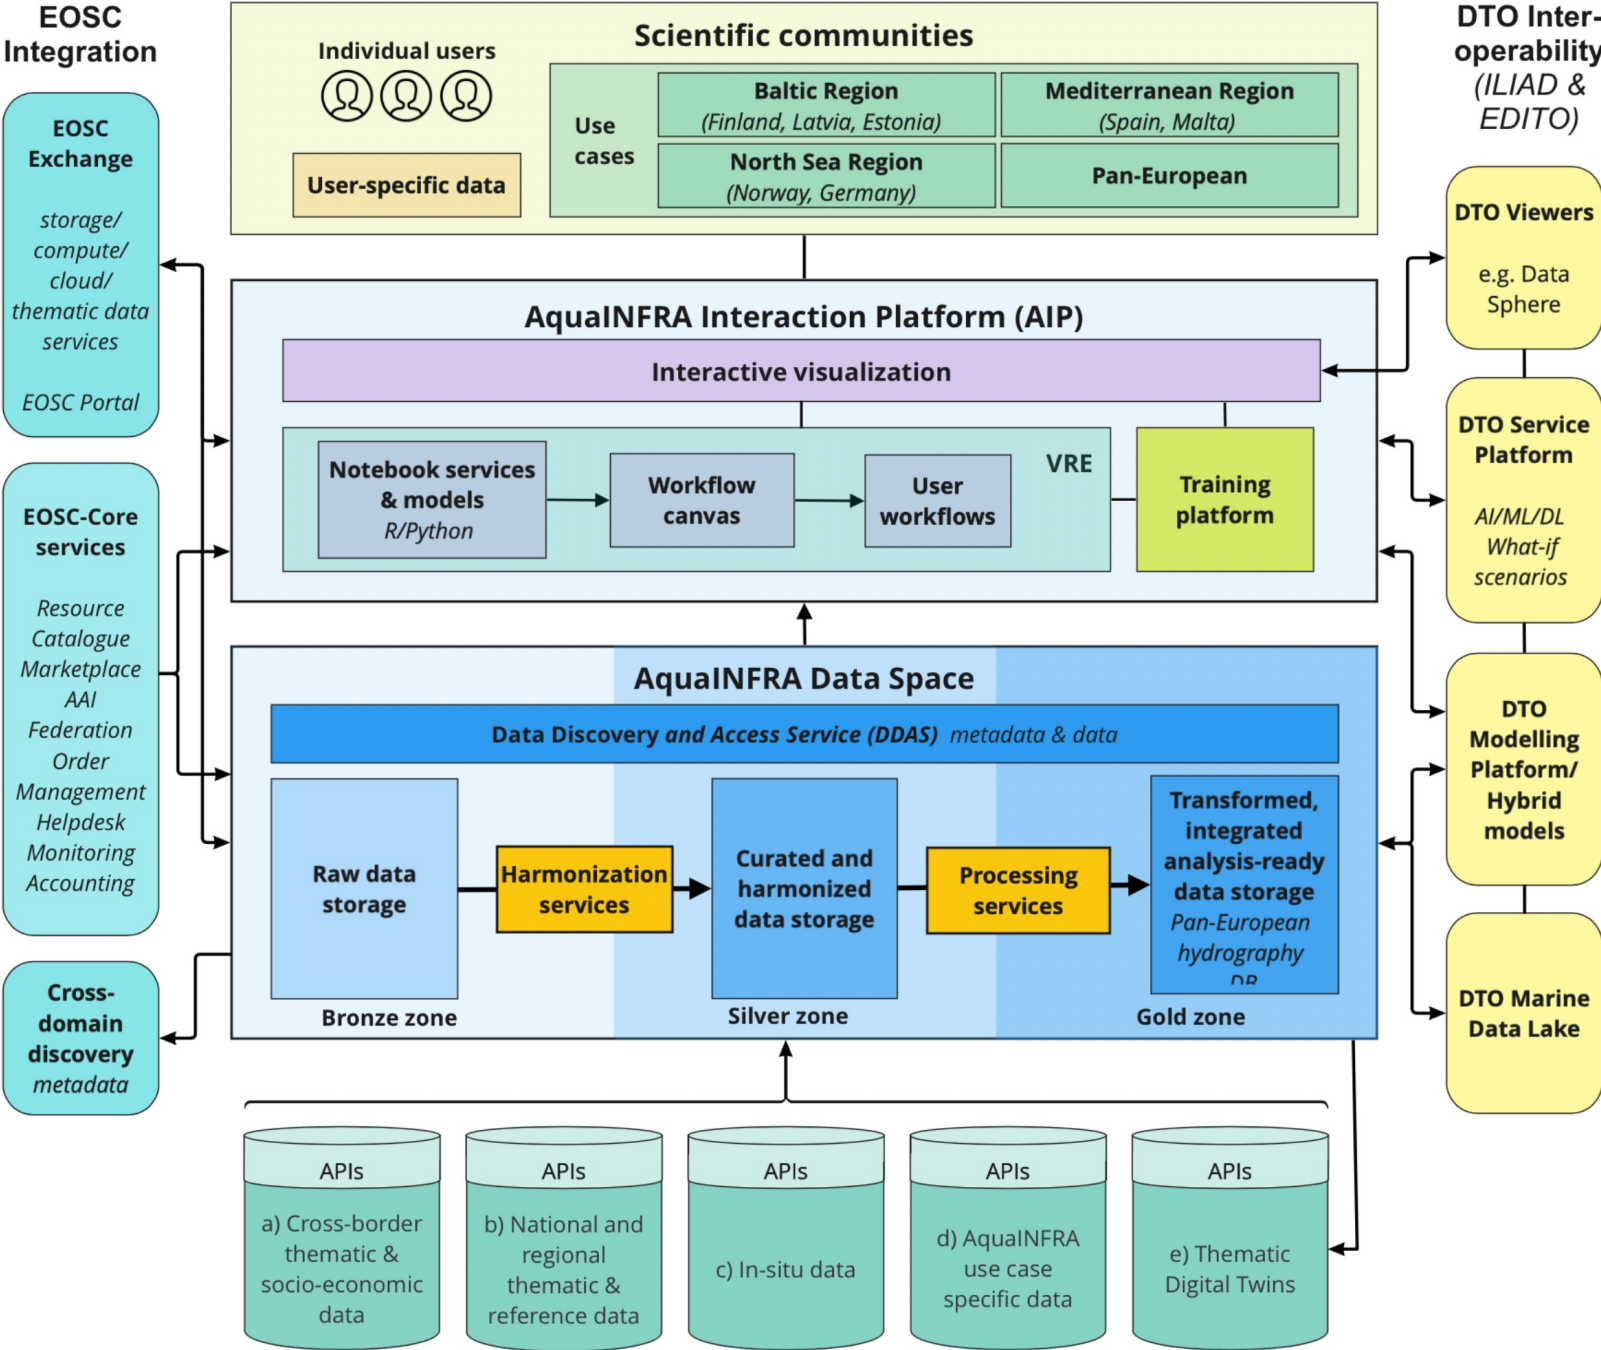 EOSC
Integration
EOSC
Exchange
storage/
compute/
cloud/
thematic data
services
EOSC Portal
EOSC-Core
services
Resource
Catalogue
Marketplace
AAI
Federation
Order
Management
Helpdesk
Monitoring
Accounting
Cross-
domain
discovery
metadata
Scientific communities
Individual users
User-specific data
Use
cases
Baltic Region
(Finland, Latvia, Estonia)
Mediterranean Region
(Spain, Malta)
North Sea Region
(Norway, Germany)
Pan-European
AquaINFRA Interaction Platform (AIP)
Interactive visualization
VRE
Notebook services
& models
R/Python
Workflow
canvas
User
workflows
Training
platform
AquaINFRA Data Space
Data Discovery and Access Service (DDAS) metadata & data
Raw data
storage
Harmonization
services
Curated and
harmonized
data storage
Processing
services
Transformed,
integrated
analysis-ready
data storage
Pan-European
hydrography
DB
Bronze zone
Silver zone
Gold zone
APIs
a) Cross-border
thematic &
socio-economic
data
APIs
b) National and
regional
thematic &
reference data
APIs
c) In-situ data
APIs
d) AquaINFRA
use case
specific data
APIs
e) Thematic
Digital Twins
DTO Inter-
operability
(ILIAD &
EDITO)
DTO Viewers
e.g. Data
Sphere
DTO Service
Platform
AI/ML/DL
What-if
scenarios
DTO
Modelling
Platform/
Hybrid
models
DTO Marine
Data Lake